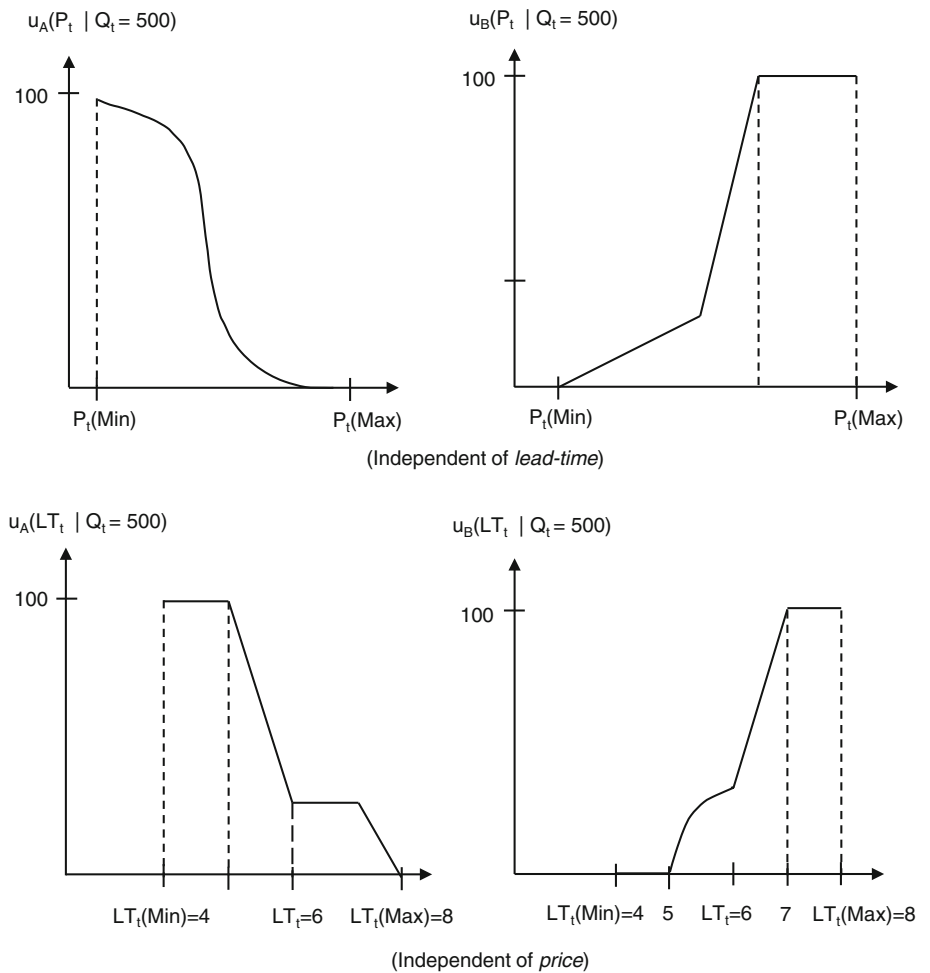 u_A(P_t | Q_t = 500)
u_B(P_t | Q_t = 500)
100
100
P_t(Min)
P_t(Max)
P_t(Min)
P_t(Max)
(Independent of lead-time)
u_A(LT_t | Q_t = 500)
u_B(LT_t | Q_t = 500)
100
100
LT_t(Min)=4
LT_t=6
LT_t(Max)=8
LT_t(Min)=4
5
LT_t=6
7
LT_t(Max)=8
(Independent of price)